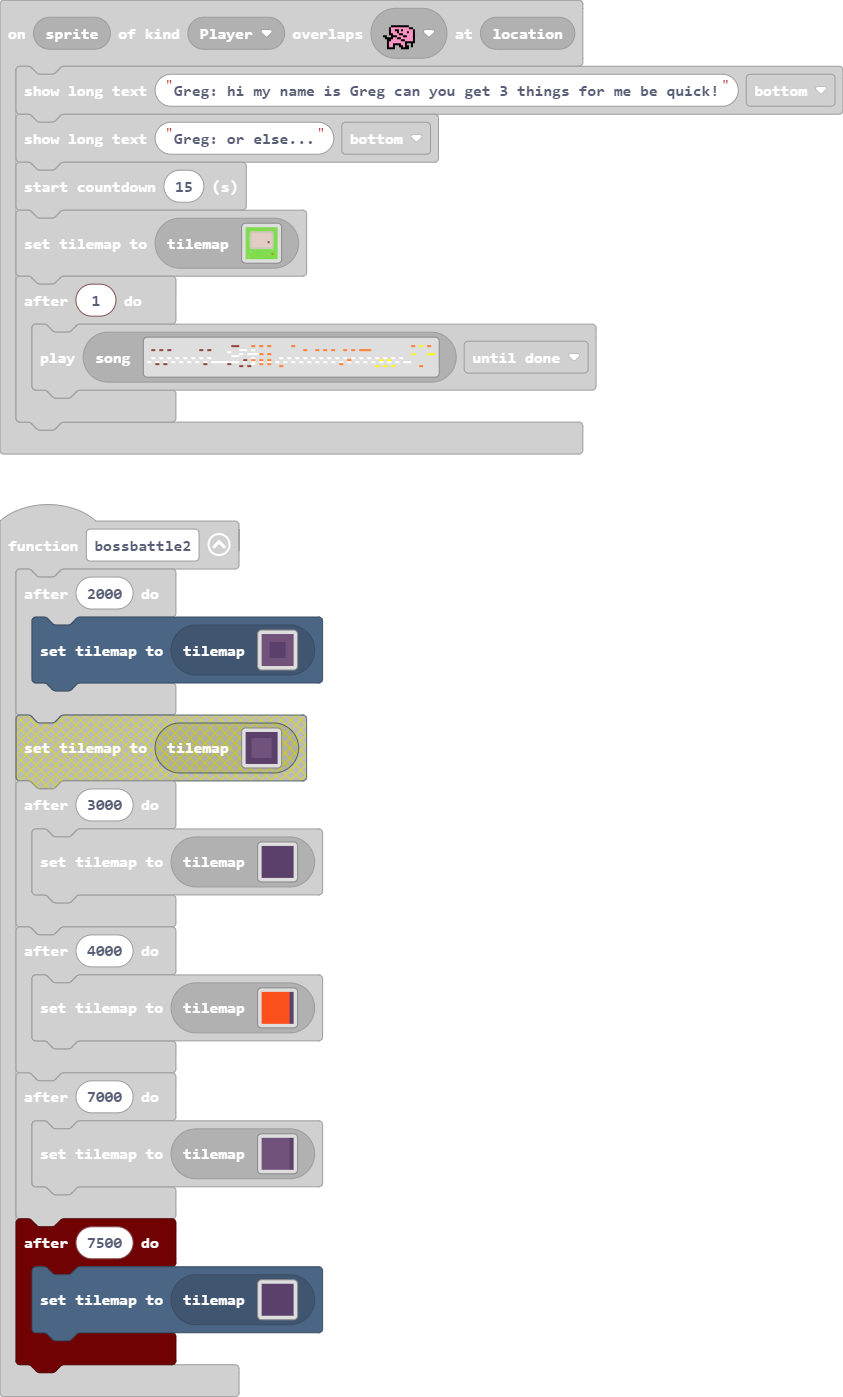 on sprite of kind Player overlaps at location
show long text "Greg: hi my name is Greg can you get 3 things for me be quick!" bottom
show long text "Greg: or else..." bottom
start countdown 15 (s)
set tilemap to tilemap
after 1 do
play song until done
function bossbattle2
after 2000 do
set tilemap to tilemap
set tilemap to tilemap
after 3000 do
set tilemap to tilemap
after 4000 do
set tilemap to tilemap
after 7000 do
set tilemap to tilemap
after 7500 do
set tilemap to tilemap